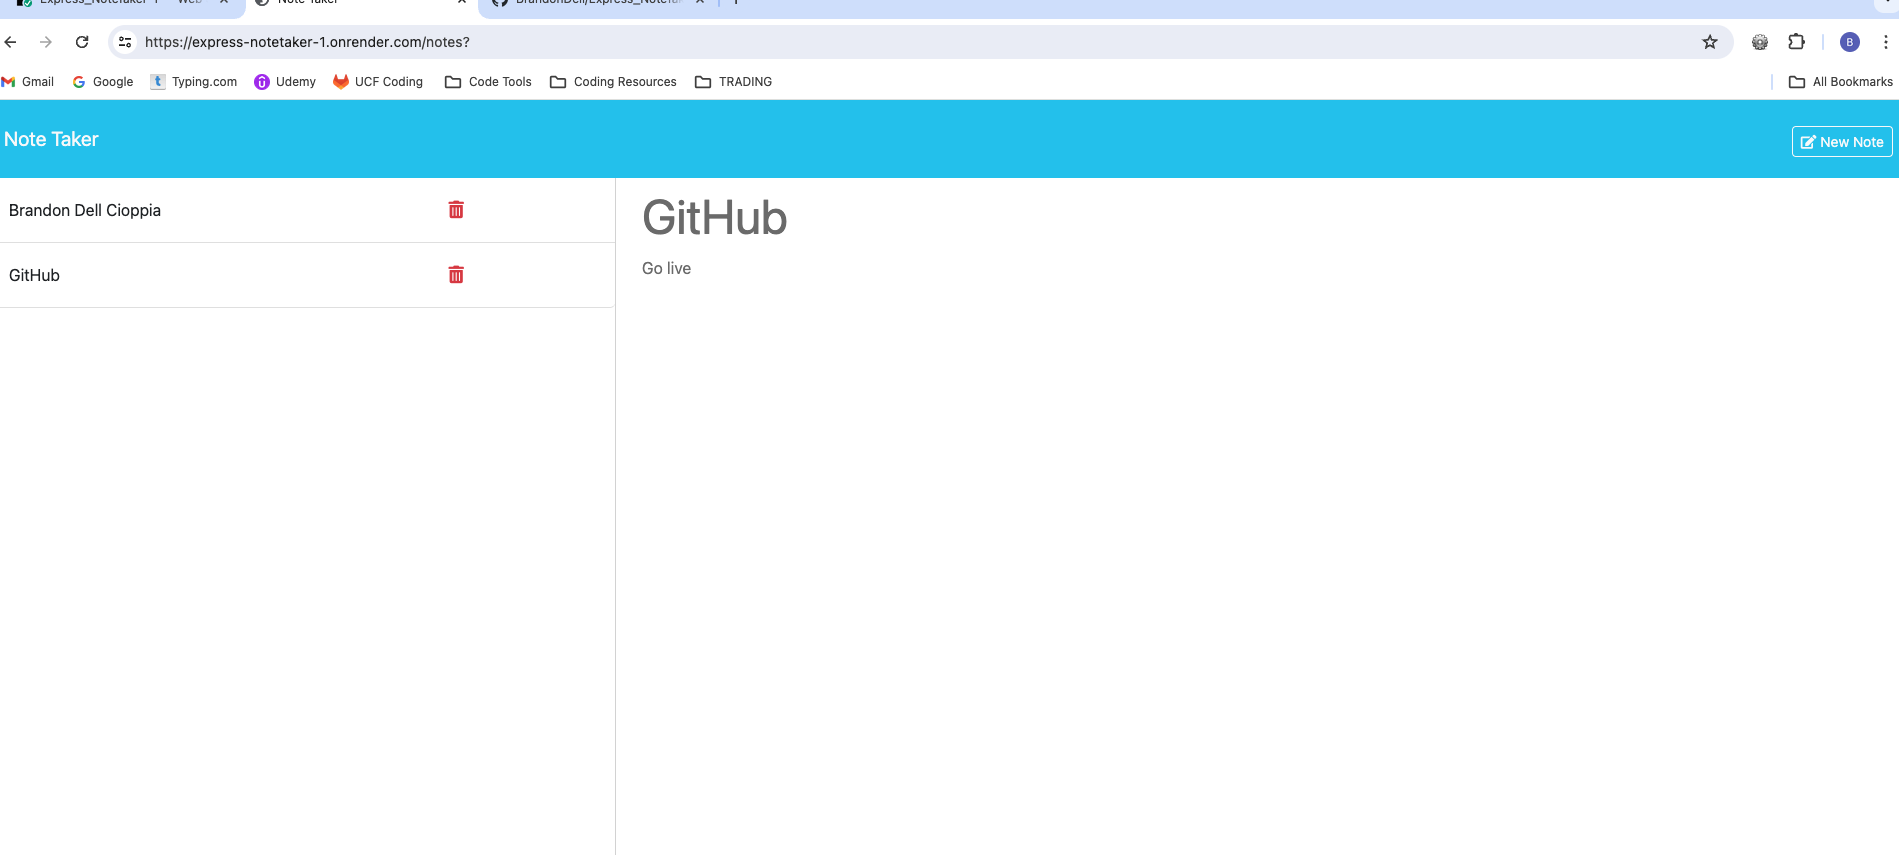 Express_Notetaker-1 Web
Note Taker
BrandonDell/Express_Noteta
https://express-notetaker-1.onrender.com/notes?
B
Gmail Google Typing.com Udemy UCF Coding Code Tools Coding Resources TRADING All Bookmarks
Note Taker
New Note
Brandon Dell Cioppia
GitHub
GitHub
Go live